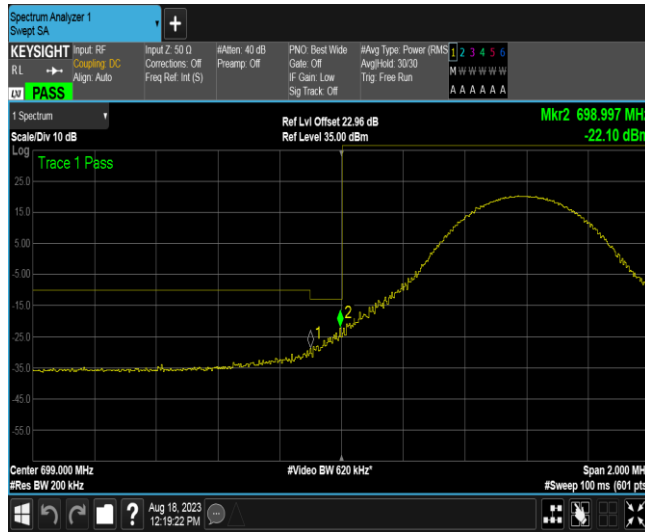 Spectrum Analyzer 1
Swept SA
+
KEYSIGHT Input: RF Input Z: 50 Ω #Atten: 40 dB PNO: Best Wide #Avg Type: Power (RMS 1 2 3 4 5 6
Coupling: DC Corrections: Off Preamp: Off Gate: Off Avg|Hold: 30/30 M W W W W W
RL Align: Auto Freq Ref: Int (S) IF Gain: Low Trig: Free Run
LXI PASS Sig Track: Off A A A A A A
1 Spectrum Ref Lvl Offset 22.96 dB Mkr2 698.997 MHz
Scale/Div 10 dB Ref Level 35.00 dBm -22.10 dBm
Log
Trace 1 Pass
25.0
15.0
5.00
-5.00
-15.0
2
1
-25.0
-35.0
-45.0
-55.0
Center 699.000 MHz #Video BW 620 kHz* Span 2.000 MH
#Res BW 200 kHz #Sweep 100 ms (601 pts
? Aug 18, 2023
12:19:22 PM